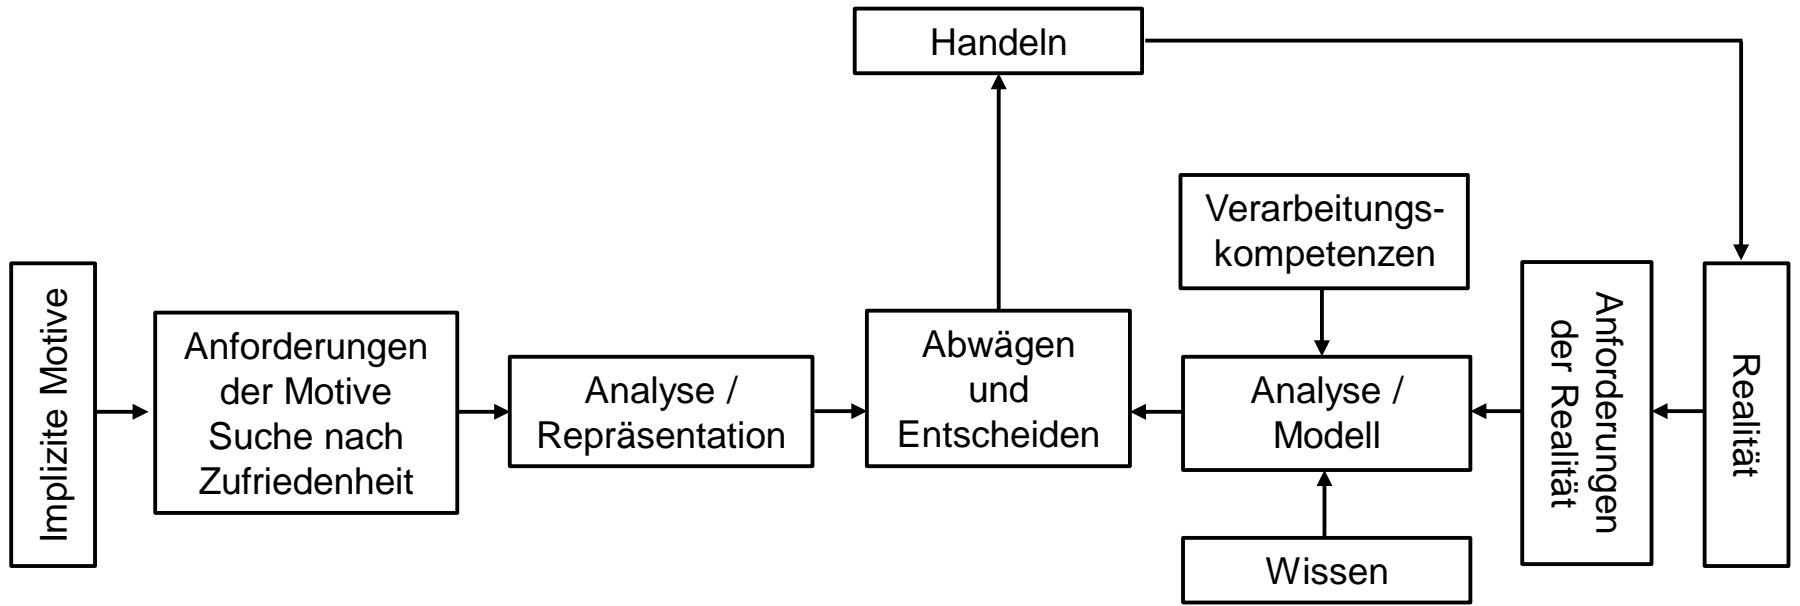 Handeln
Verarbeitungs-
kompetenzen
Implizite Motive
Anforderungen
der Motive
Suche nach
Zufriedenheit
Analyse /
Repräsentation
Abwägen
und
Entscheiden
Analyse /
Modell
Anforderungen
der Realität
Realität
Wissen